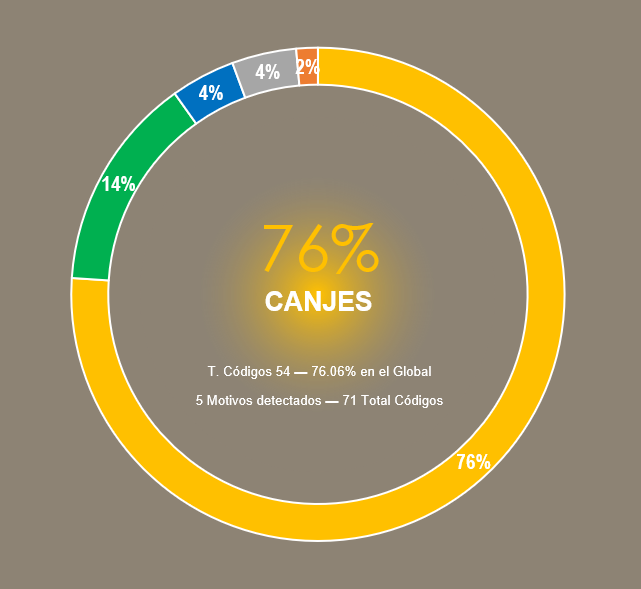 2%
4%
4%
14%
76%
CANJES
T. Códigos 54 — 76.06% en el Global
5 Motivos detectados — 71 Total Códigos
76%